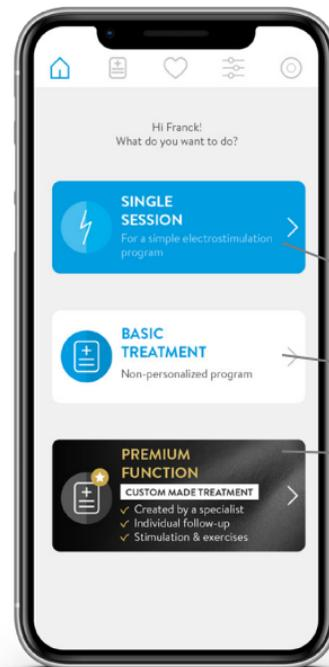 Hi Franck!
What do you want to do?
SINGLE
SESSION
For a simple electrostimulation
program
BASIC
TREATMENT
Non-personalized program
PREMIUM
FUNCTION
CUSTOM MADE TREATMENT
Created by a specialist
Individual follow-up
Stimulation & exercises